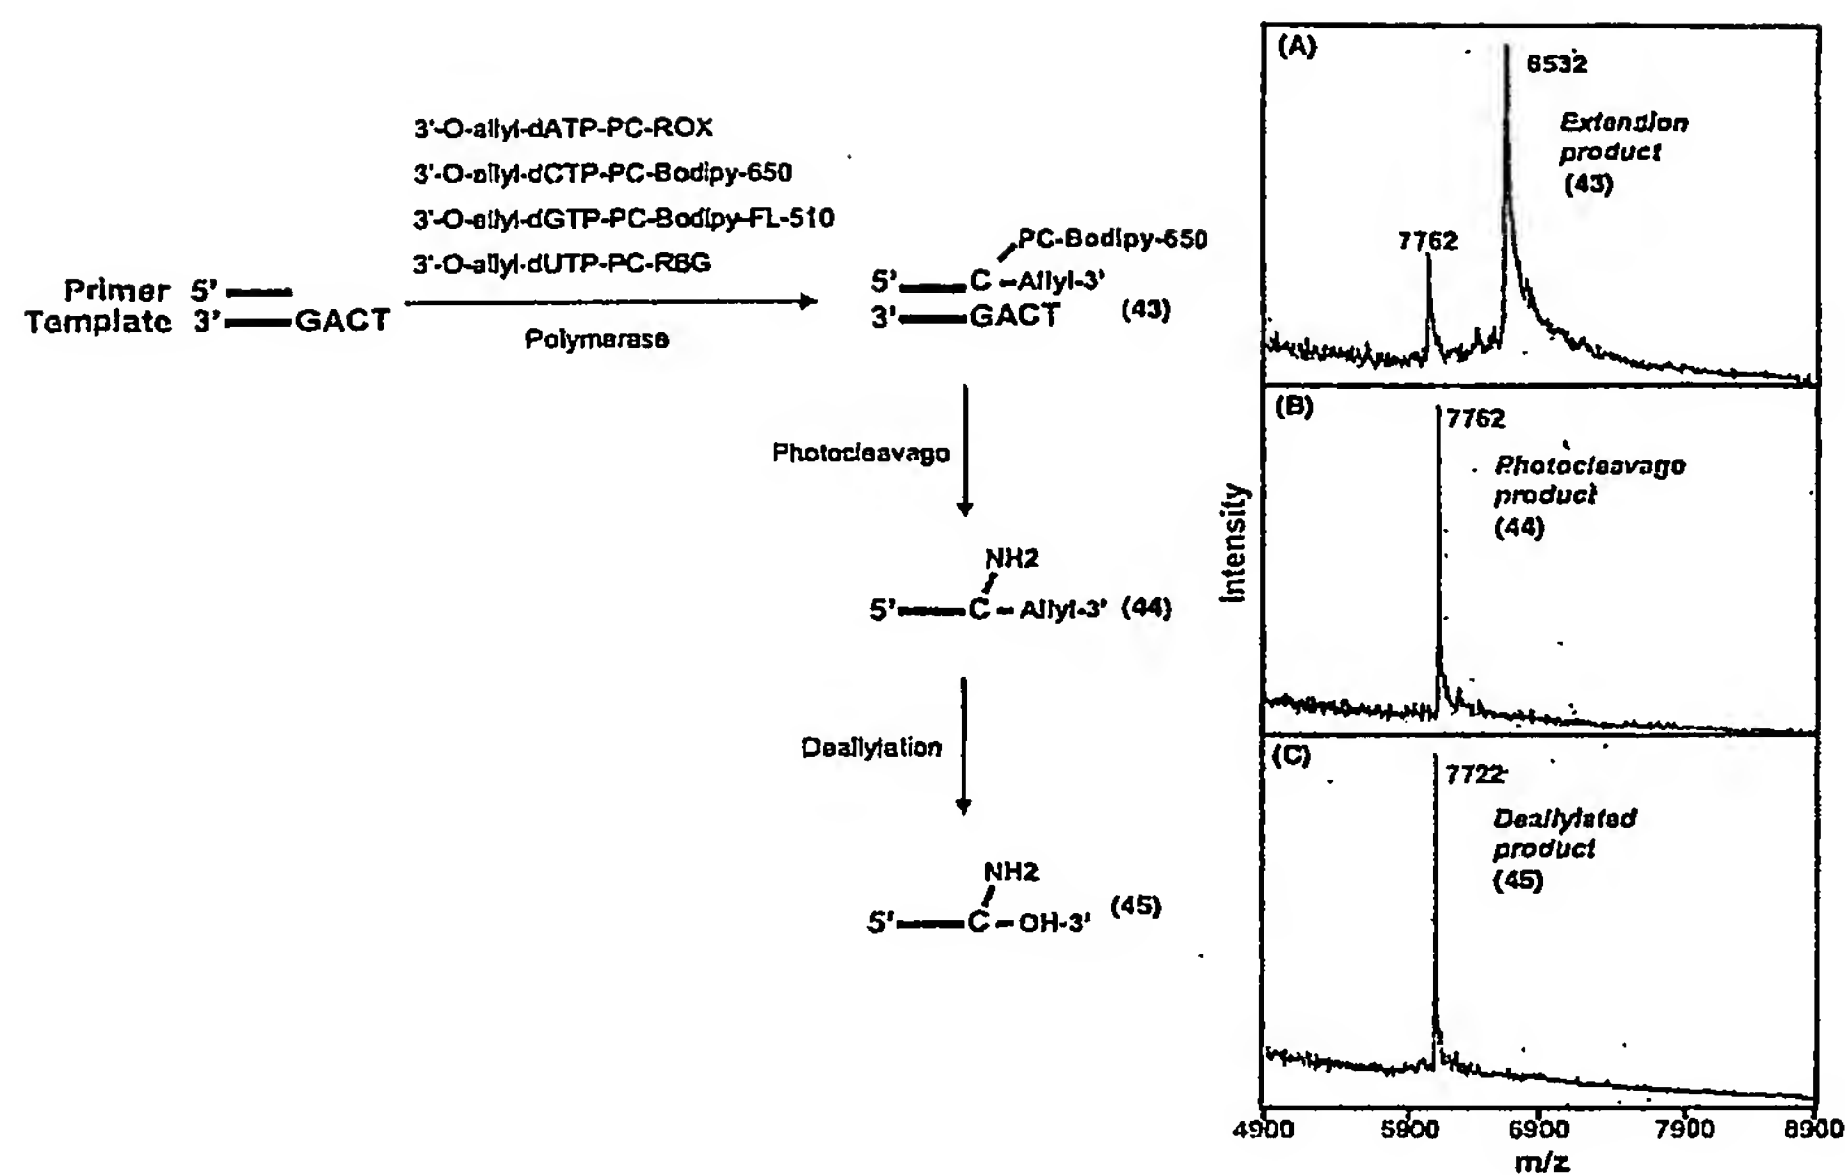 3'-O-allyl-dATP-PC-ROX
3'-O-allyl-dCTP-PC-Bodipy-650
3'-O-allyl-dGTP-PC-Bodipy-FL-510
3'-O-allyl-dUTP-PC-R6G
Primer 5'
Template 3' GACT
Polymerase
PC-Bodipy-650
5' C -Allyl-3'
3' GACT (43)
Photocleavage
NH2
5' C - Allyl-3' (44)
Deallylation
NH2
5' C - OH-3' (45)
(A)
8532
7762
Extension
product
(43)
(B)
7762
Photocleavage
product
(44)
Intensity
(C)
7722
Deallylated
product
(45)
4900 5900 6900 7900 8900
m/z